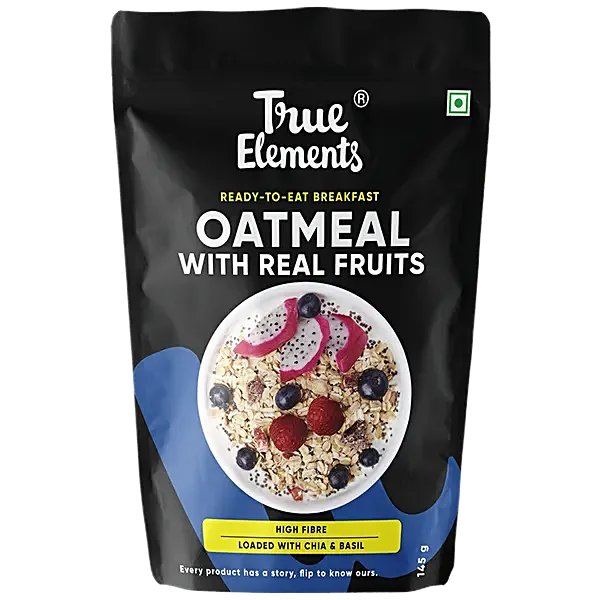 True ®
Elements
READY-TO-EAT BREAKFAST
OATMEAL
WITH REAL FRUITS
HIGH FIBRE
LOADED WITH CHIA & BASIL
Every product has a story, flip to know ours.
145 g